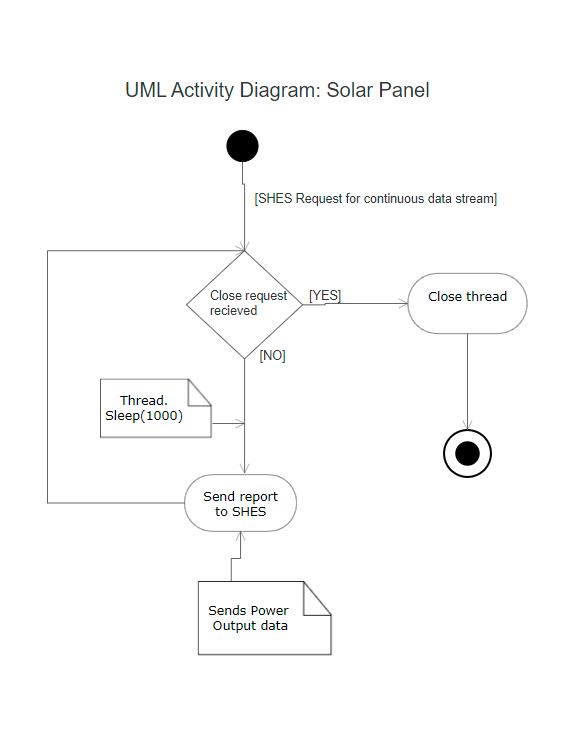 UML Activity Diagram: Solar Panel
[SHES Request for continuous data stream]
Close request
recieved
[YES]
Close thread
[NO]
Thread.
Sleep(1000)
Send report
to SHES
Sends Power
Output data